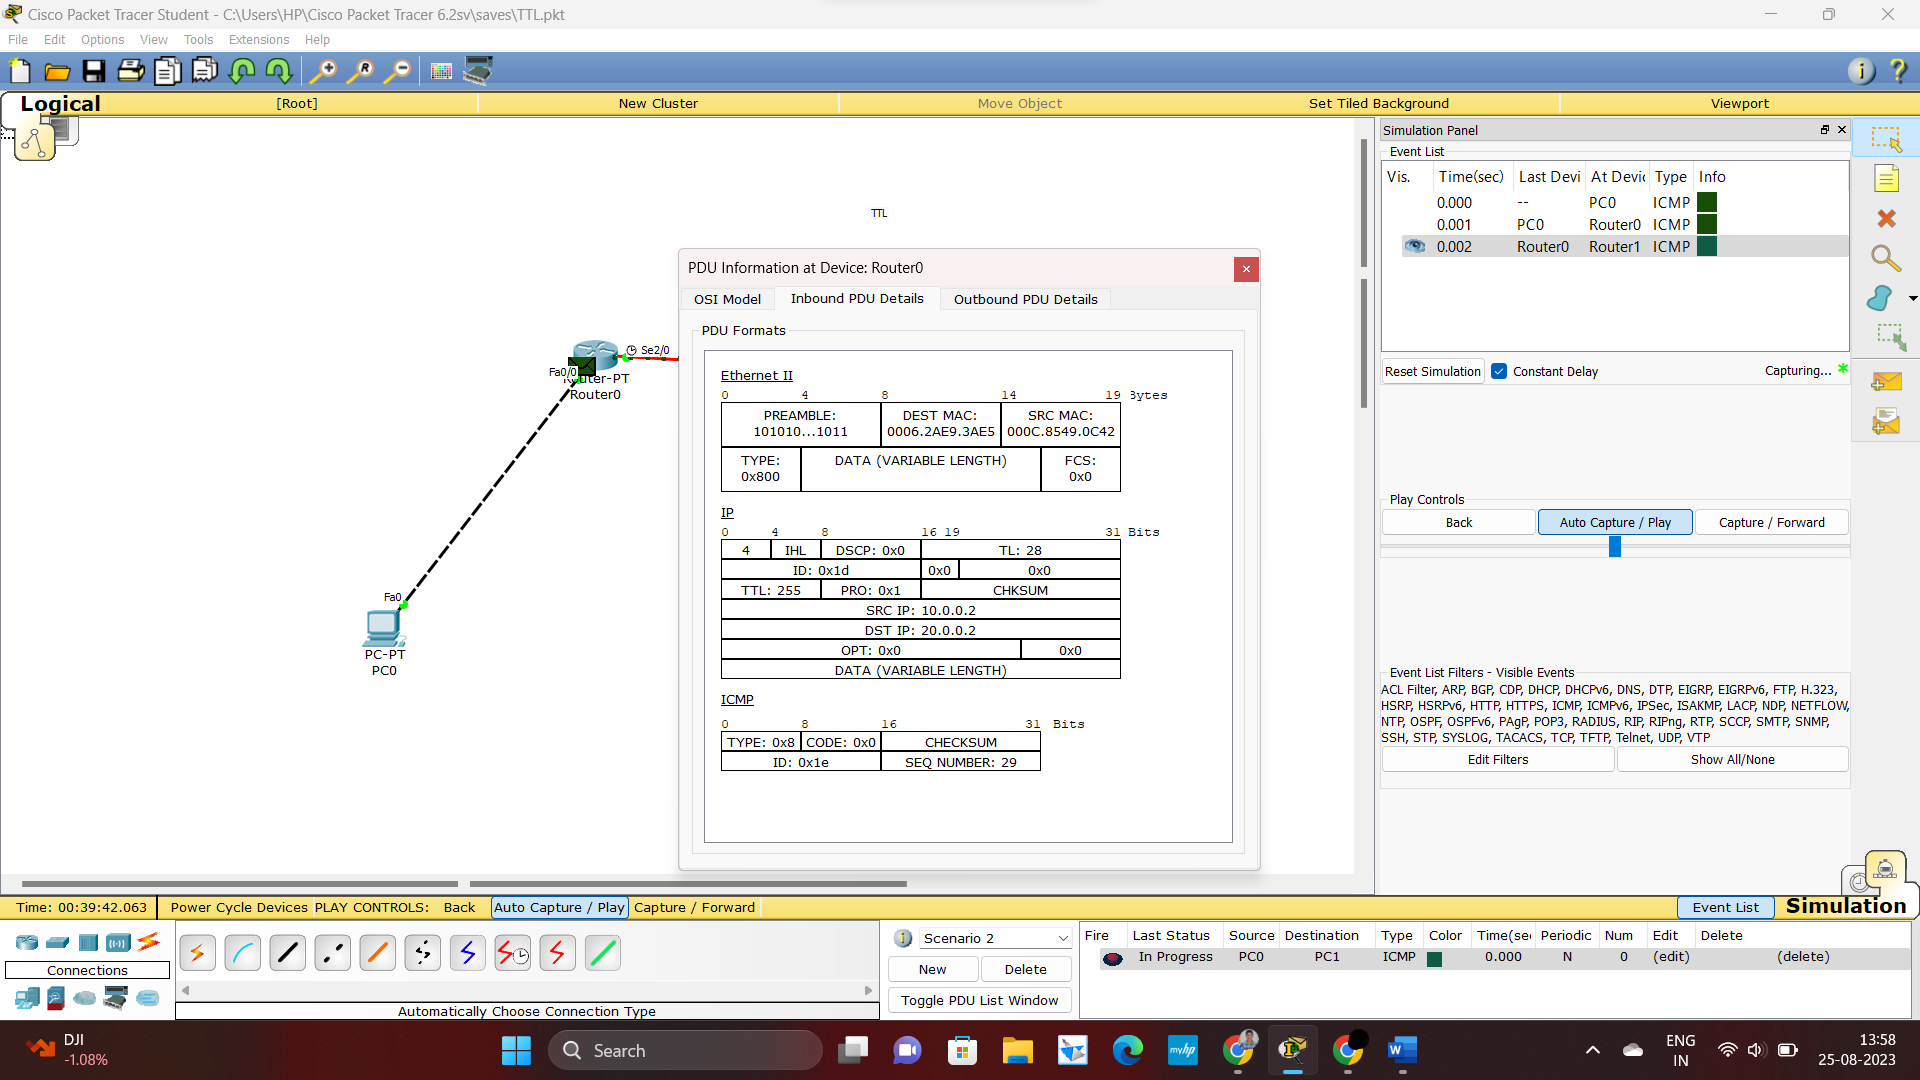 Cisco Packet Tracer Student - C:\Users\HP\Cisco Packet Tracer 6.2sv\saves\TTL.pkt
File Edit Options View Tools Extensions Help
Logical [Root] New Cluster Move Object Set Tiled Background Viewport
TTL
Se2/0
Fa0/0
Router-PT
Router0
Fa0
PC-PT
PC0
PDU Information at Device: Router0
OSI Model Inbound PDU Details Outbound PDU Details
PDU Formats
Ethernet II
0 4 8 14 19 Bytes
PREAMBLE: DEST MAC: SRC MAC:
101010...1011 0006.2AE9.3AE5 000C.8549.0C42
TYPE: DATA (VARIABLE LENGTH) FCS:
0x800 0x0
IP
0 4 8 16 19 31 Bits
4 IHL DSCP: 0x0 TL: 28
ID: 0x1d 0x0 0x0
TTL: 255 PRO: 0x1 CHKSUM
SRC IP: 10.0.0.2
DST IP: 20.0.0.2
OPT: 0x0 0x0
DATA (VARIABLE LENGTH)
ICMP
0 8 16 31 Bits
TYPE: 0x8 CODE: 0x0 CHECKSUM
ID: 0x1e SEQ NUMBER: 29
Simulation Panel
Event List
Vis. Time(sec) Last Devi At Devic Type Info
0.000 -- PC0 ICMP
0.001 PC0 Router0 ICMP
0.002 Router0 Router1 ICMP
Reset Simulation Constant Delay Capturing...
Play Controls
Back Auto Capture / Play Capture / Forward
Event List Filters - Visible Events
ACL Filter, ARP, BGP, CDP, DHCP, DHCPv6, DNS, DTP, EIGRP, EIGRPv6, FTP, H.323,
HSRP, HSRPv6, HTTP, HTTPS, ICMP, ICMPv6, IPSec, ISAKMP, LACP, NDP, NETFLOW,
NTP, OSPF, OSPFv6, PAgP, POP3, RADIUS, RIP, RIPng, RTP, SCCP, SMTP, SNMP,
SSH, STP, SYSLOG, TACACS, TCP, TFTP, Telnet, UDP, VTP
Edit Filters Show All/None
Time: 00:39:42.063 Power Cycle Devices PLAY CONTROLS: Back Auto Capture / Play Capture / Forward Event List Simulation
Connections
Automatically Choose Connection Type
Scenario 2
New Delete
Toggle PDU List Window
Fire Last Status Source Destination Type Color Time(sec Periodic Num Edit Delete
In Progress PC0 PC1 ICMP 0.000 N 0 (edit) (delete)
DJI
-1.08%
Search
myhp
ENG
IN
13:58
25-08-2023